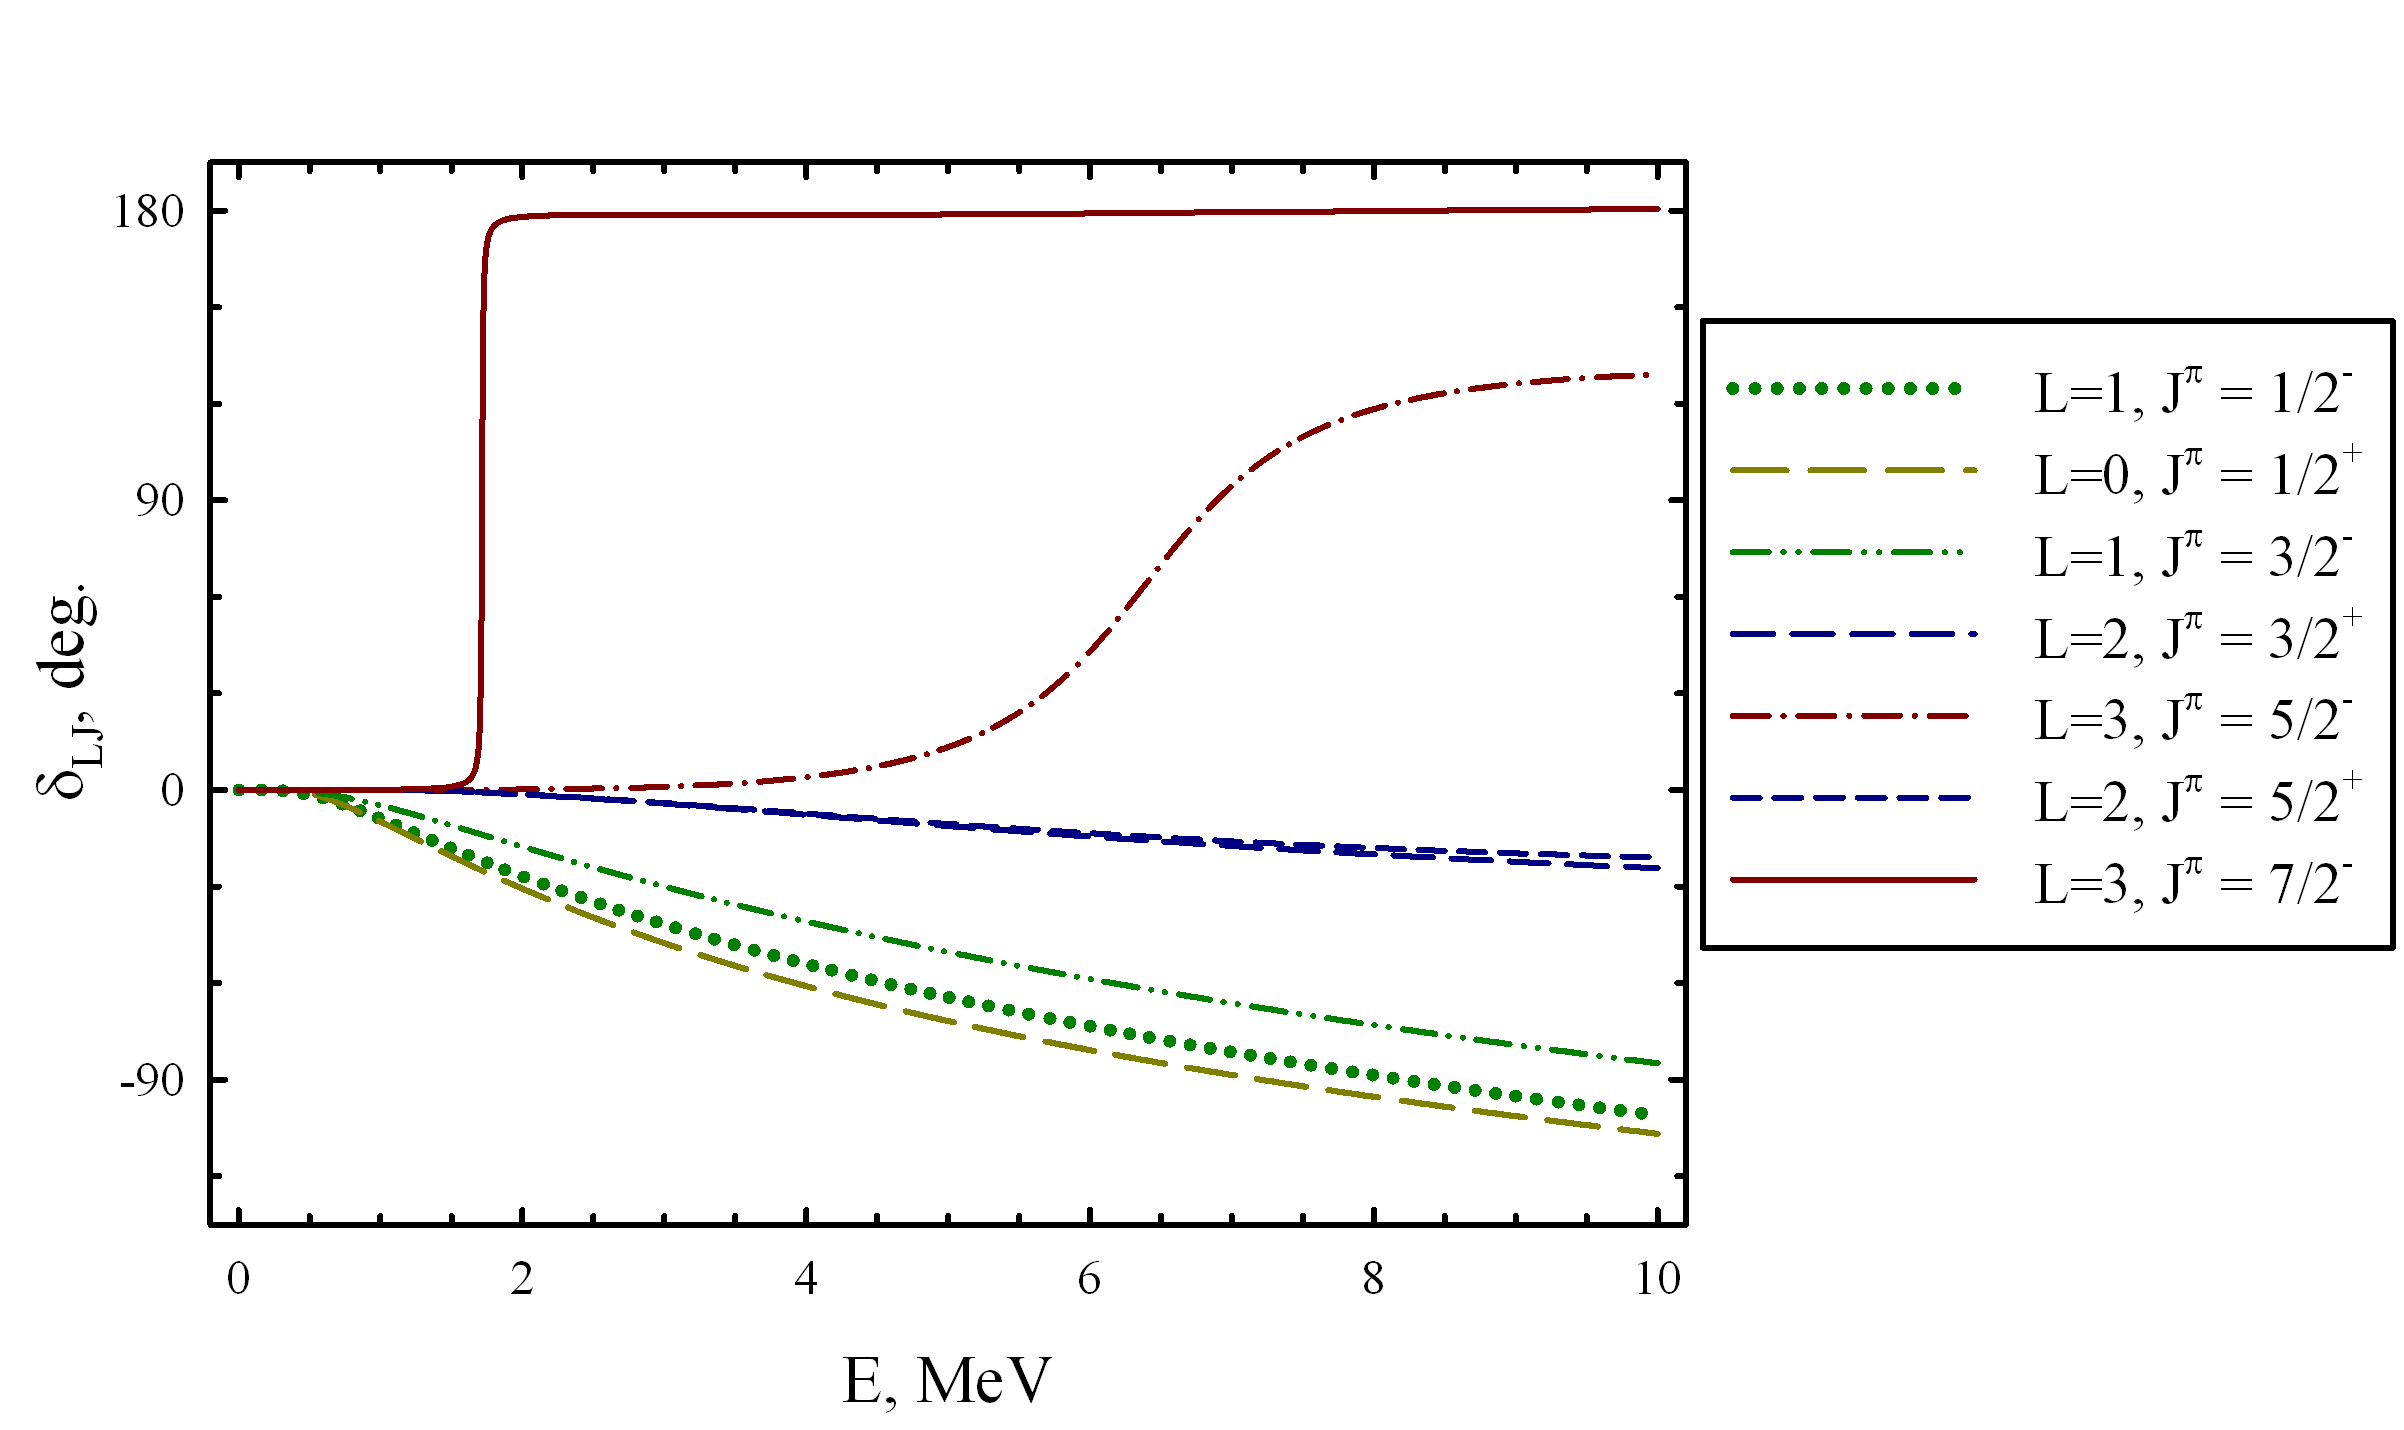 180
90
0
-90
δLJ, deg.
0 2 4 6 8 10
E, MeV
L=1, Jπ = 1/2-
L=0, Jπ = 1/2+
L=1, Jπ = 3/2-
L=2, Jπ = 3/2+
L=3, Jπ = 5/2-
L=2, Jπ = 5/2+
L=3, Jπ = 7/2-